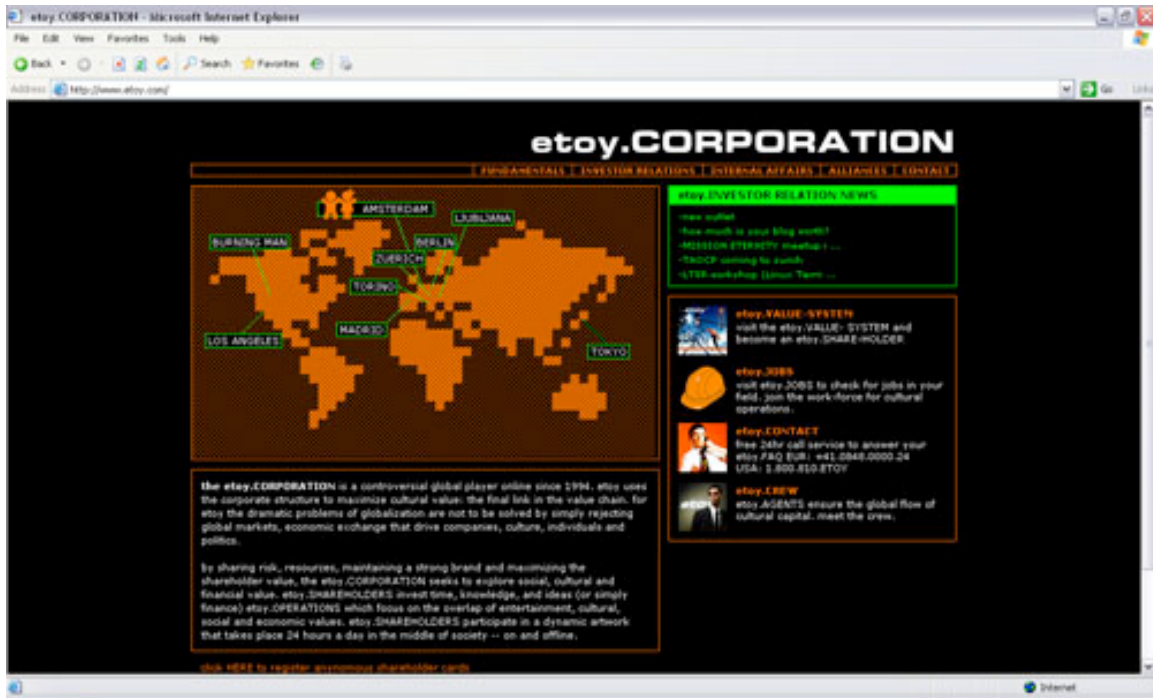 etoy.CORPORATION - Microsoft Internet Explorer
File Edit View Favorites Tools Help
Back Search Favorites
Address http://www.etoy.com/ Go Links
etoy.CORPORATION
FUNDAMENTALS | INVESTOR RELATIONS | INTERNAL AFFAIRS | ALLIANCES | CONTACT
AMSTERDAM
LJUBLJANA
BURNING MAN
BERLIN
ZUERICH
TORINO
MADRID
LOS ANGELES
TOKYO
etoy.INVESTOR RELATION NEWS
-new outlet
-how much is your blog worth?
-MISSION ETERNITY meetup i ...
-TAOCP coming to zurich
-LTSP-workshop (Linux Term ...
etoy.VALUE-SYSTEM
visit the etoy.VALUE- SYSTEM and
become an etoy.SHARE-HOLDER
etoy.JOBS
visit etoy.JOBS to check for jobs in your
field. join the work-force for cultural
operations.
etoy.CONTACT
free 24hr call service to answer your
etoy.FAQ EUR: +41.0848.0000.24
USA: 1.800.810.ETOY
etoy.CREW
etoy.AGENTS ensure the global flow of
cultural capital. meet the crew.
the etoy.CORPORATION is a controversial global player online since 1994. etoy uses
the corporate structure to maximize cultural value: the final link in the value chain. for
etoy the dramatic problems of globalization are not to be solved by simply rejecting
global markets, economic exchange that drive companies, culture, individuals and
politics.
by sharing risk, resources, maintaining a strong brand and maximizing the
shareholder value, the etoy.CORPORATION seeks to explore social, cultural and
financial value. etoy.SHAREHOLDERS invest time, knowledge, and ideas (or simply
finance) etoy.OPERATIONS which focus on the overlap of entertainment, cultural,
social and economic values. etoy.SHAREHOLDERS participate in a dynamic artwork
that takes place 24 hours a day in the middle of society -- on and offline.
click HERE to register anynomous shareholder cards
Internet